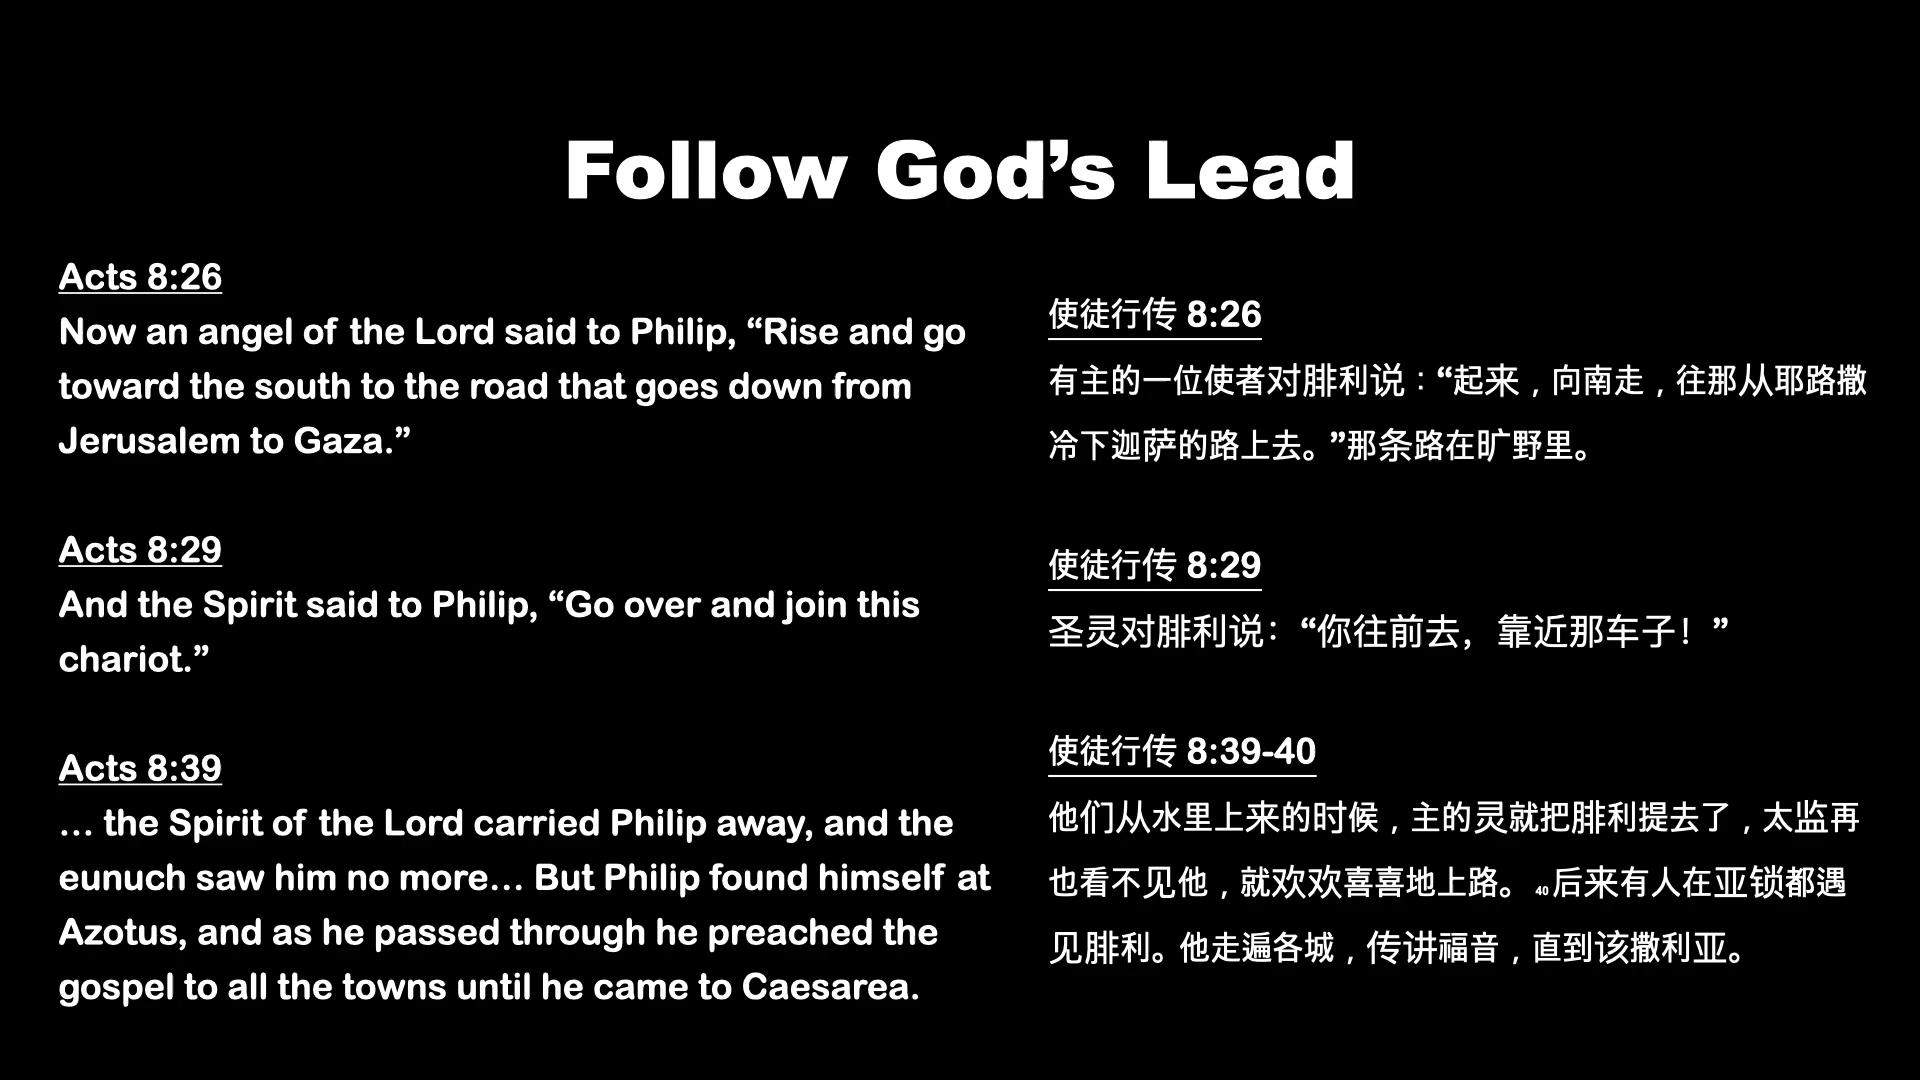 Follow God’s Lead
Acts 8:26
Now an angel of the Lord said to Philip, “Rise and go
toward the south to the road that goes down from
Jerusalem to Gaza.”
Acts 8:29
And the Spirit said to Philip, “Go over and join this
chariot.”
Acts 8:39
… the Spirit of the Lord carried Philip away, and the
eunuch saw him no more… But Philip found himself at
Azotus, and as he passed through he preached the
gospel to all the towns until he came to Caesarea.
使徒行传 8:26
有主的一位使者对腓利说：“起来，向南走，往那从耶路撒
冷下迦萨的路上去。”那条路在旷野里。
使徒行传 8:29
圣灵对腓利说：“你往前去，靠近那车子！”
使徒行传 8:39-40
他们从水里上来的时候，主的灵就把腓利提去了，太监再
也看不见他，就欢欢喜喜地上路。 40 后来有人在亚锁都遇
见腓利。他走遍各城，传讲福音，直到该撒利亚。